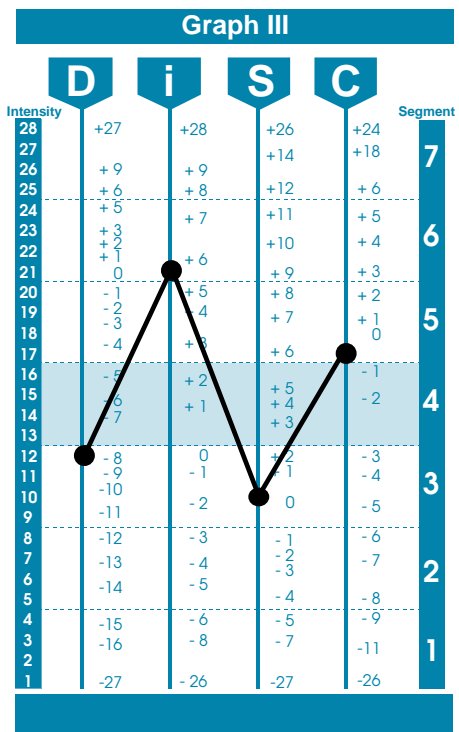 Graph III
D i S C
Intensity Segment
28 +27 +28 +26 +24
27 +14 +18 7
26 + 9 + 9
25 + 6 + 8 +12 + 6
24 + 5 + 7 +11 + 5
23 + 3 6
+ 2 +10 + 4
22 + 1 + 6
21 0 + 9 + 3
20 - 1 + 5 + 8 + 2
19 - 2 + 4 + 7 + 1 5
18 - 3 0
17 - 4 + 3 + 6
16 - 5 + 2 - 1
15 - 6 + 1 + 5 - 2 4
14 - 7 + 4
13 + 3
12 - 8 0 + 2 - 3
11 - 9 - 1 + 1 - 4 3
10 -10 - 2 0 - 5
9 -11
8 -12 - 3 - 1 - 6
7 -13 - 4 - 2 - 7 2
6 -14 - 5 - 3
5 - 4 - 8
4 -15 - 6 - 5 - 9
3 -16 - 8 - 7 -11 1
2
1 -27 - 26 -27 -26